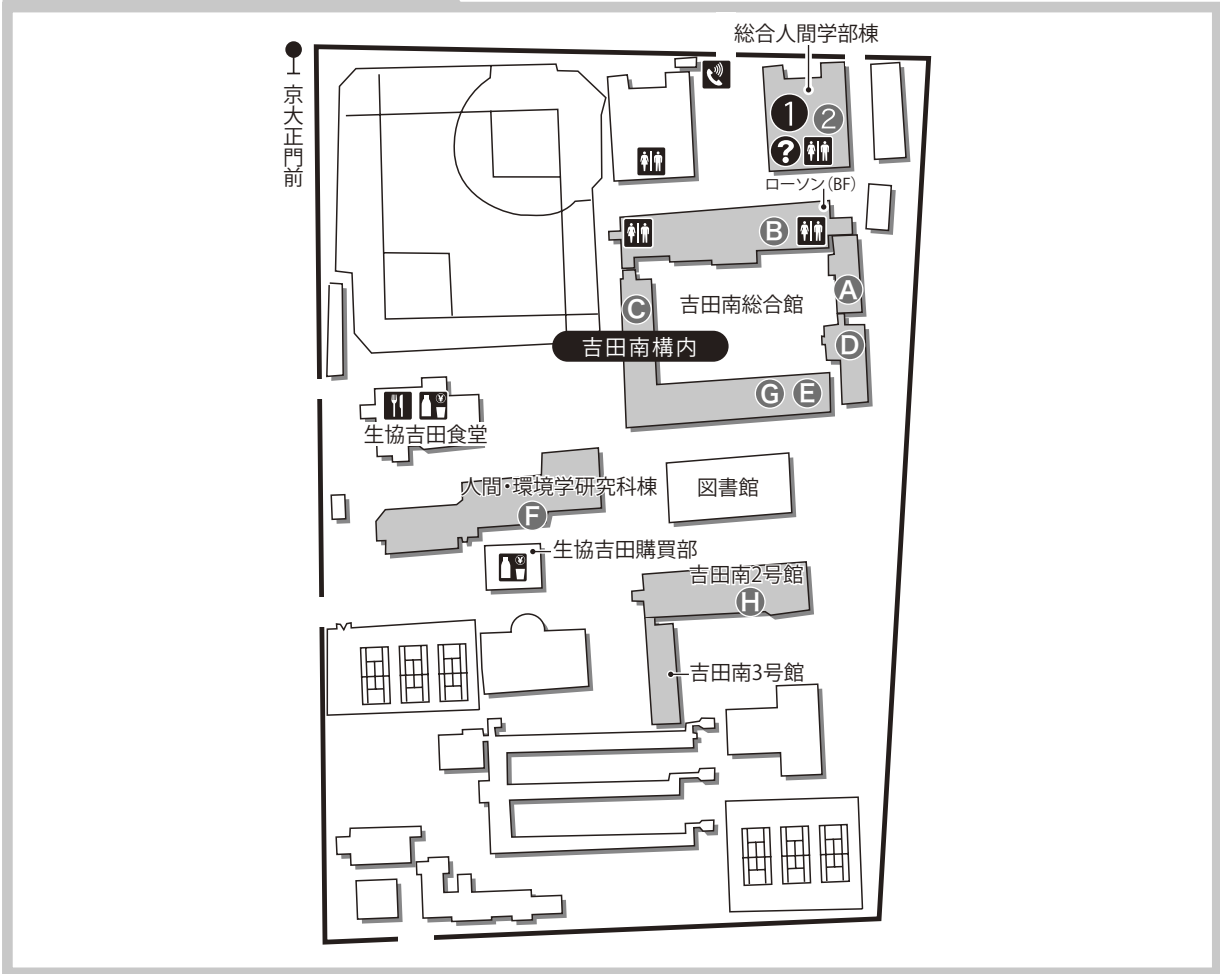 総合人間学部棟
京大正門前
1
2
?
ローソン(BF)
B
A
C
吉田南総合館
D
吉田南構内
G
E
¥
生協吉田食堂
人間・環境学研究科棟
図書館
F
生協吉田購買部
¥
吉田南2号館
H
吉田南3号館